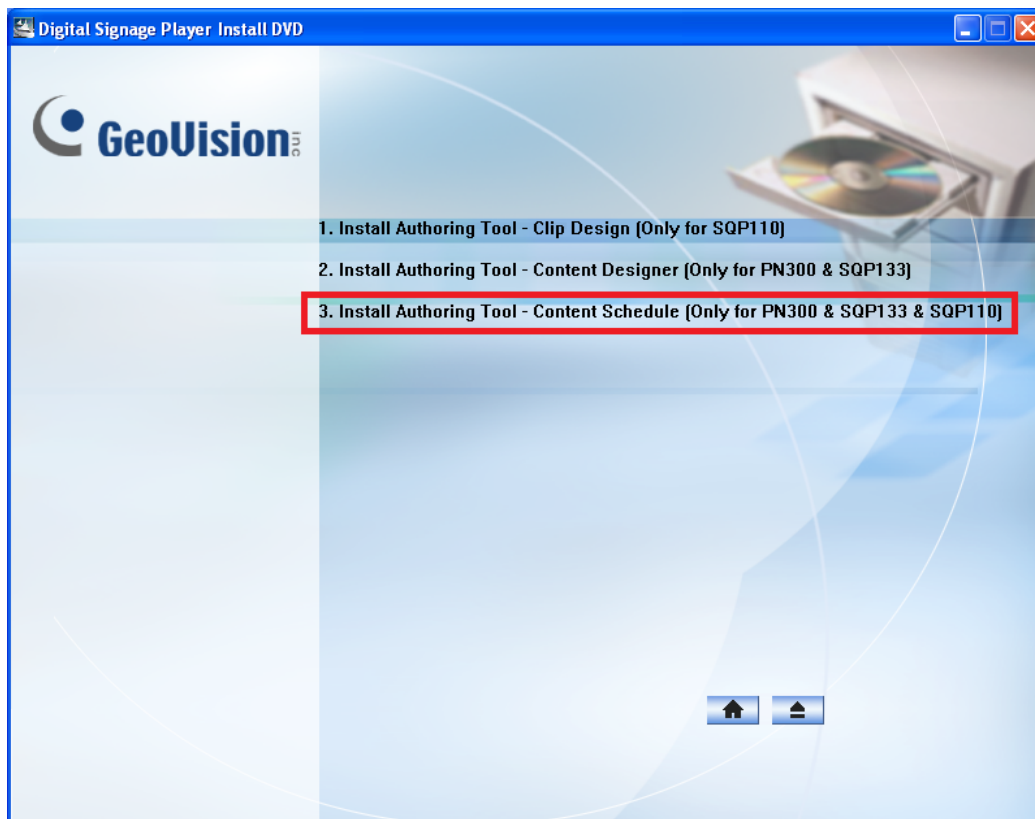 Digital Signage Player Install DVD
GeoVision inc
1. Install Authoring Tool - Clip Design (Only for SQP110)
2. Install Authoring Tool - Content Designer (Only for PN300 & SQP133)
3. Install Authoring Tool - Content Schedule (Only for PN300 & SQP133 & SQP110)